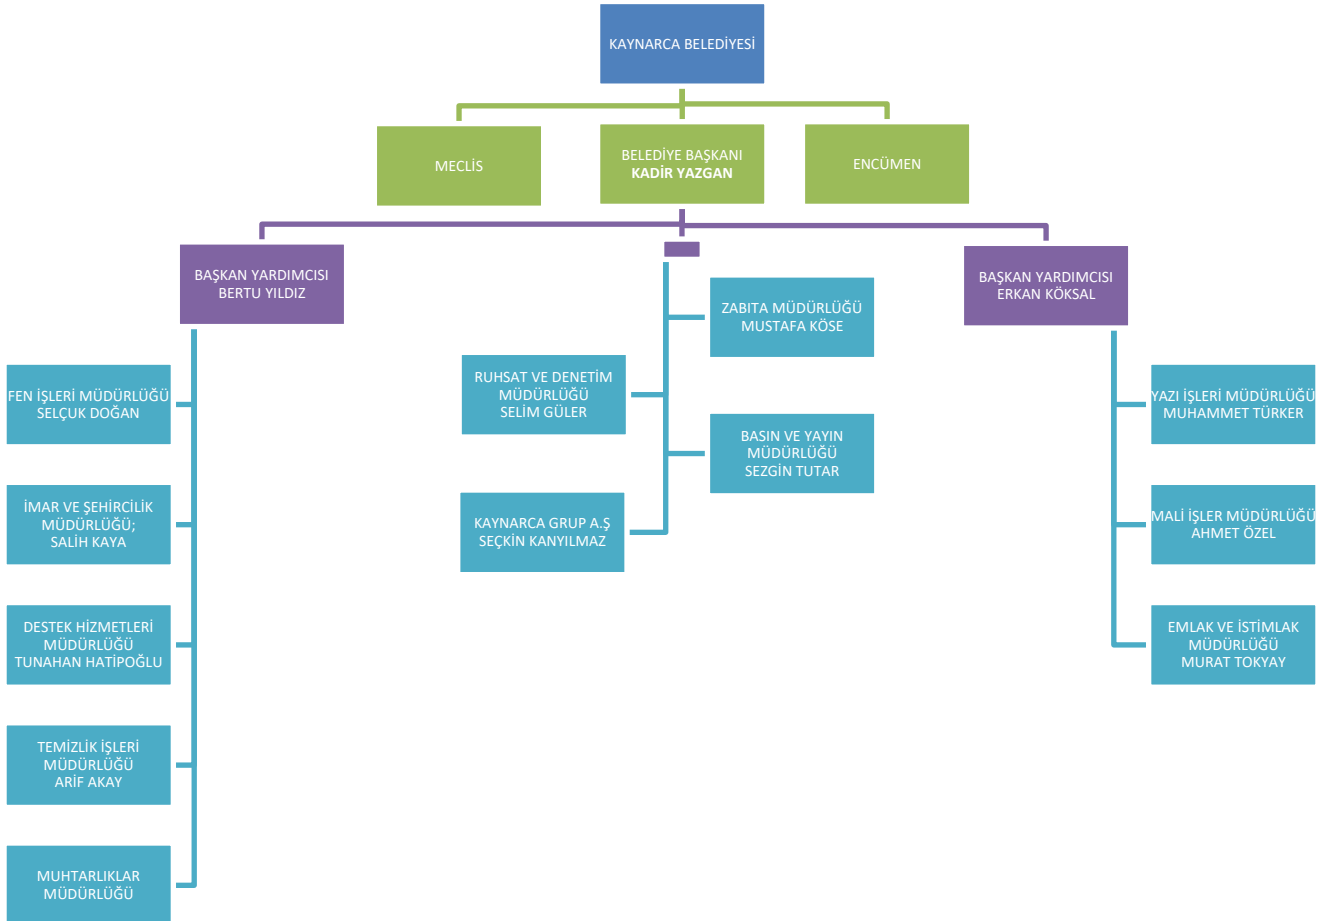 KAYNARCA BELEDİYESİ
MECLİS
BELEDİYE BAŞKANI
KADİR YAZGAN
ENCÜMEN
BAŞKAN YARDIMCISI
BERTU YILDIZ
BAŞKAN YARDIMCISI
ERKAN KÖKSAL
FEN İŞLERİ MÜDÜRLÜĞÜ
SELÇUK DOĞAN
İMAR VE ŞEHİRCİLİK
MÜDÜRLÜĞÜ;
SALİH KAYA
DESTEK HİZMETLERİ
MÜDÜRLÜĞÜ
TUNAHAN HATİPOĞLU
TEMİZLİK İŞLERİ
MÜDÜRLÜĞÜ
ARİF AKAY
MUHTARLIKLAR
MÜDÜRLÜĞÜ
ZABITA MÜDÜRLÜĞÜ
MUSTAFA KÖSE
RUHSAT VE DENETİM
MÜDÜRLÜĞÜ
SELİM GÜLER
BASIN VE YAYIN
MÜDÜRLÜĞÜ
SEZGİN TUTAR
KAYNARCA GRUP A.Ş
SEÇKİN KANYILMAZ
YAZI İŞLERİ MÜDÜRLÜĞÜ
MUHAMMET TÜRKER
MALİ İŞLER MÜDÜRLÜĞÜ
AHMET ÖZEL
EMLAK VE İSTİMLAK
MÜDÜRLÜĞÜ
MURAT TOKYAY